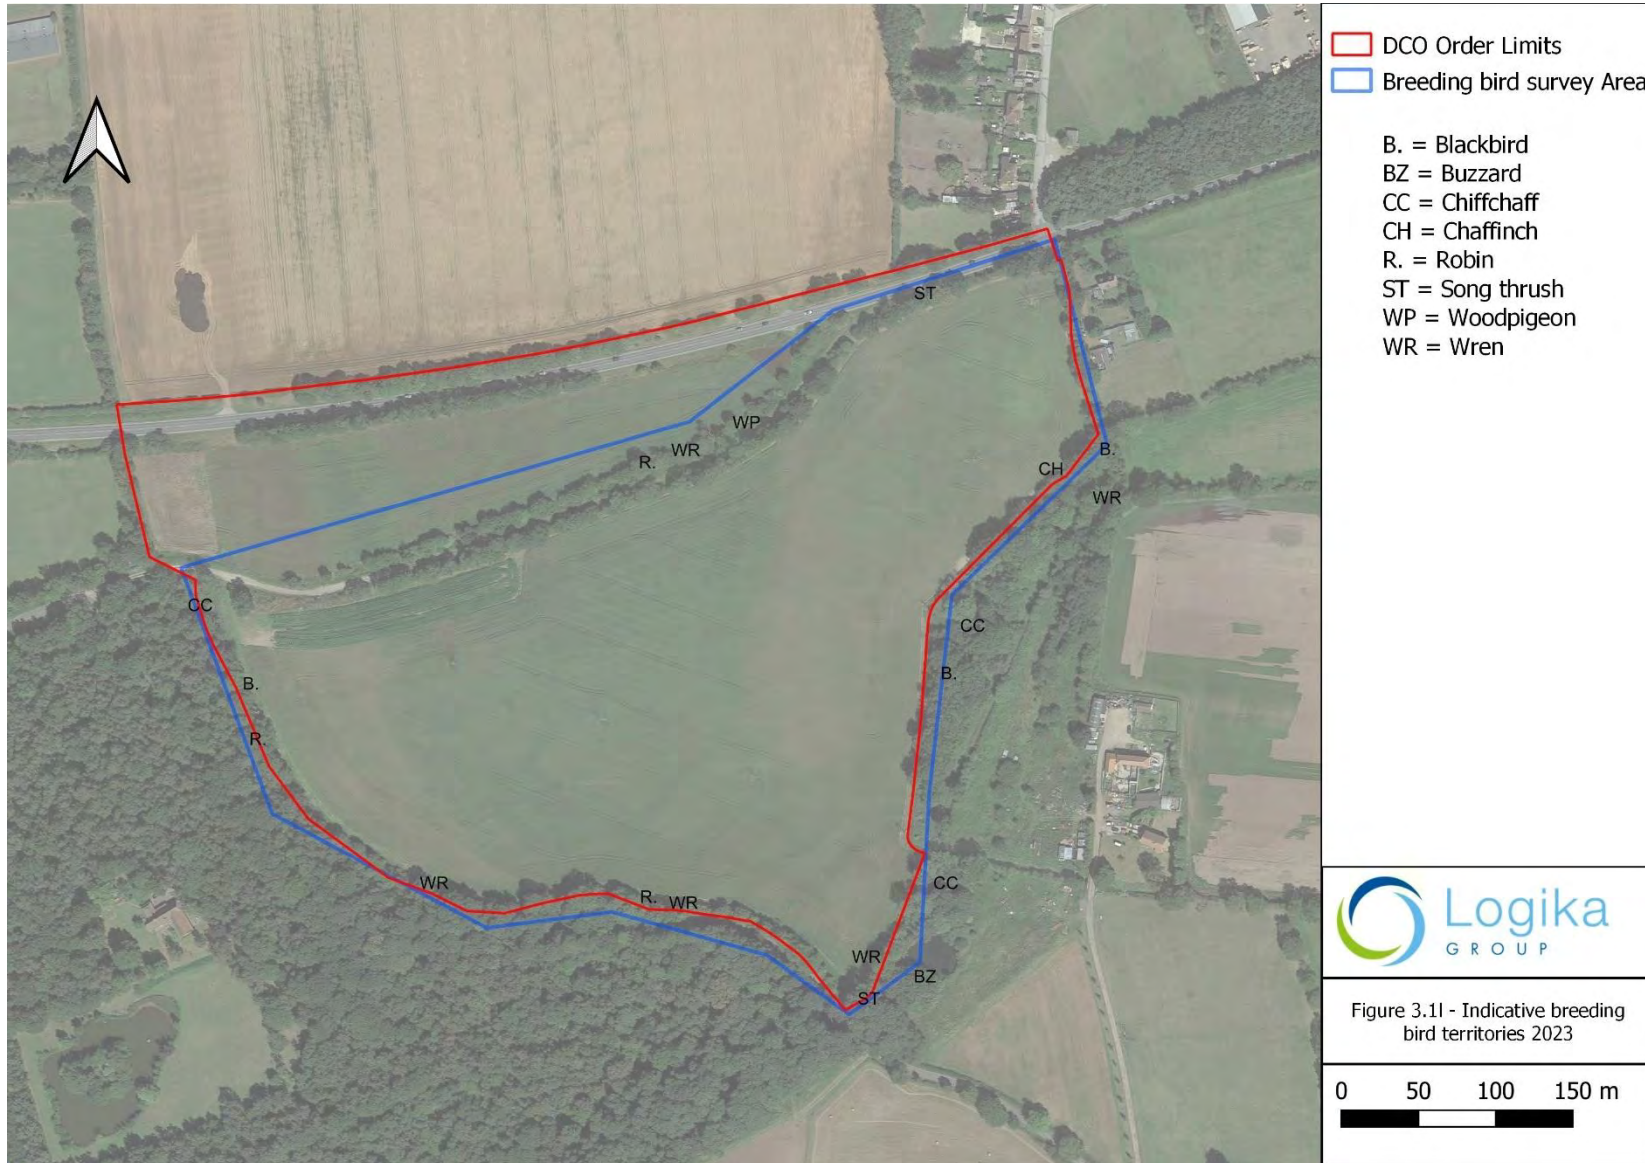 DCO Order Limits
Breeding bird survey Area
B. = Blackbird
BZ = Buzzard
CC = Chiffchaff
CH = Chaffinch
R. = Robin
ST = Song thrush
WP = Woodpigeon
WR = Wren
ST
WP
WR
R.
B.
CH
WR
CC
CC
B.
B.
R.
WR
CC
R.
WR
WR
BZ
ST
Logika
GROUP
Figure 3.1l - Indicative breeding
bird territories 2023
0 50 100 150 m